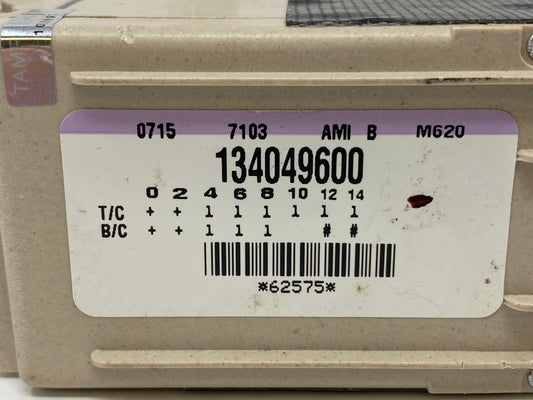 TAM
0715 7103 AMI B M620
134049600
0 2 4 6 8 10 12 14
T/C + + 1 1 1 1 1 1
B/C + + 1 1 1 # #
*62575*